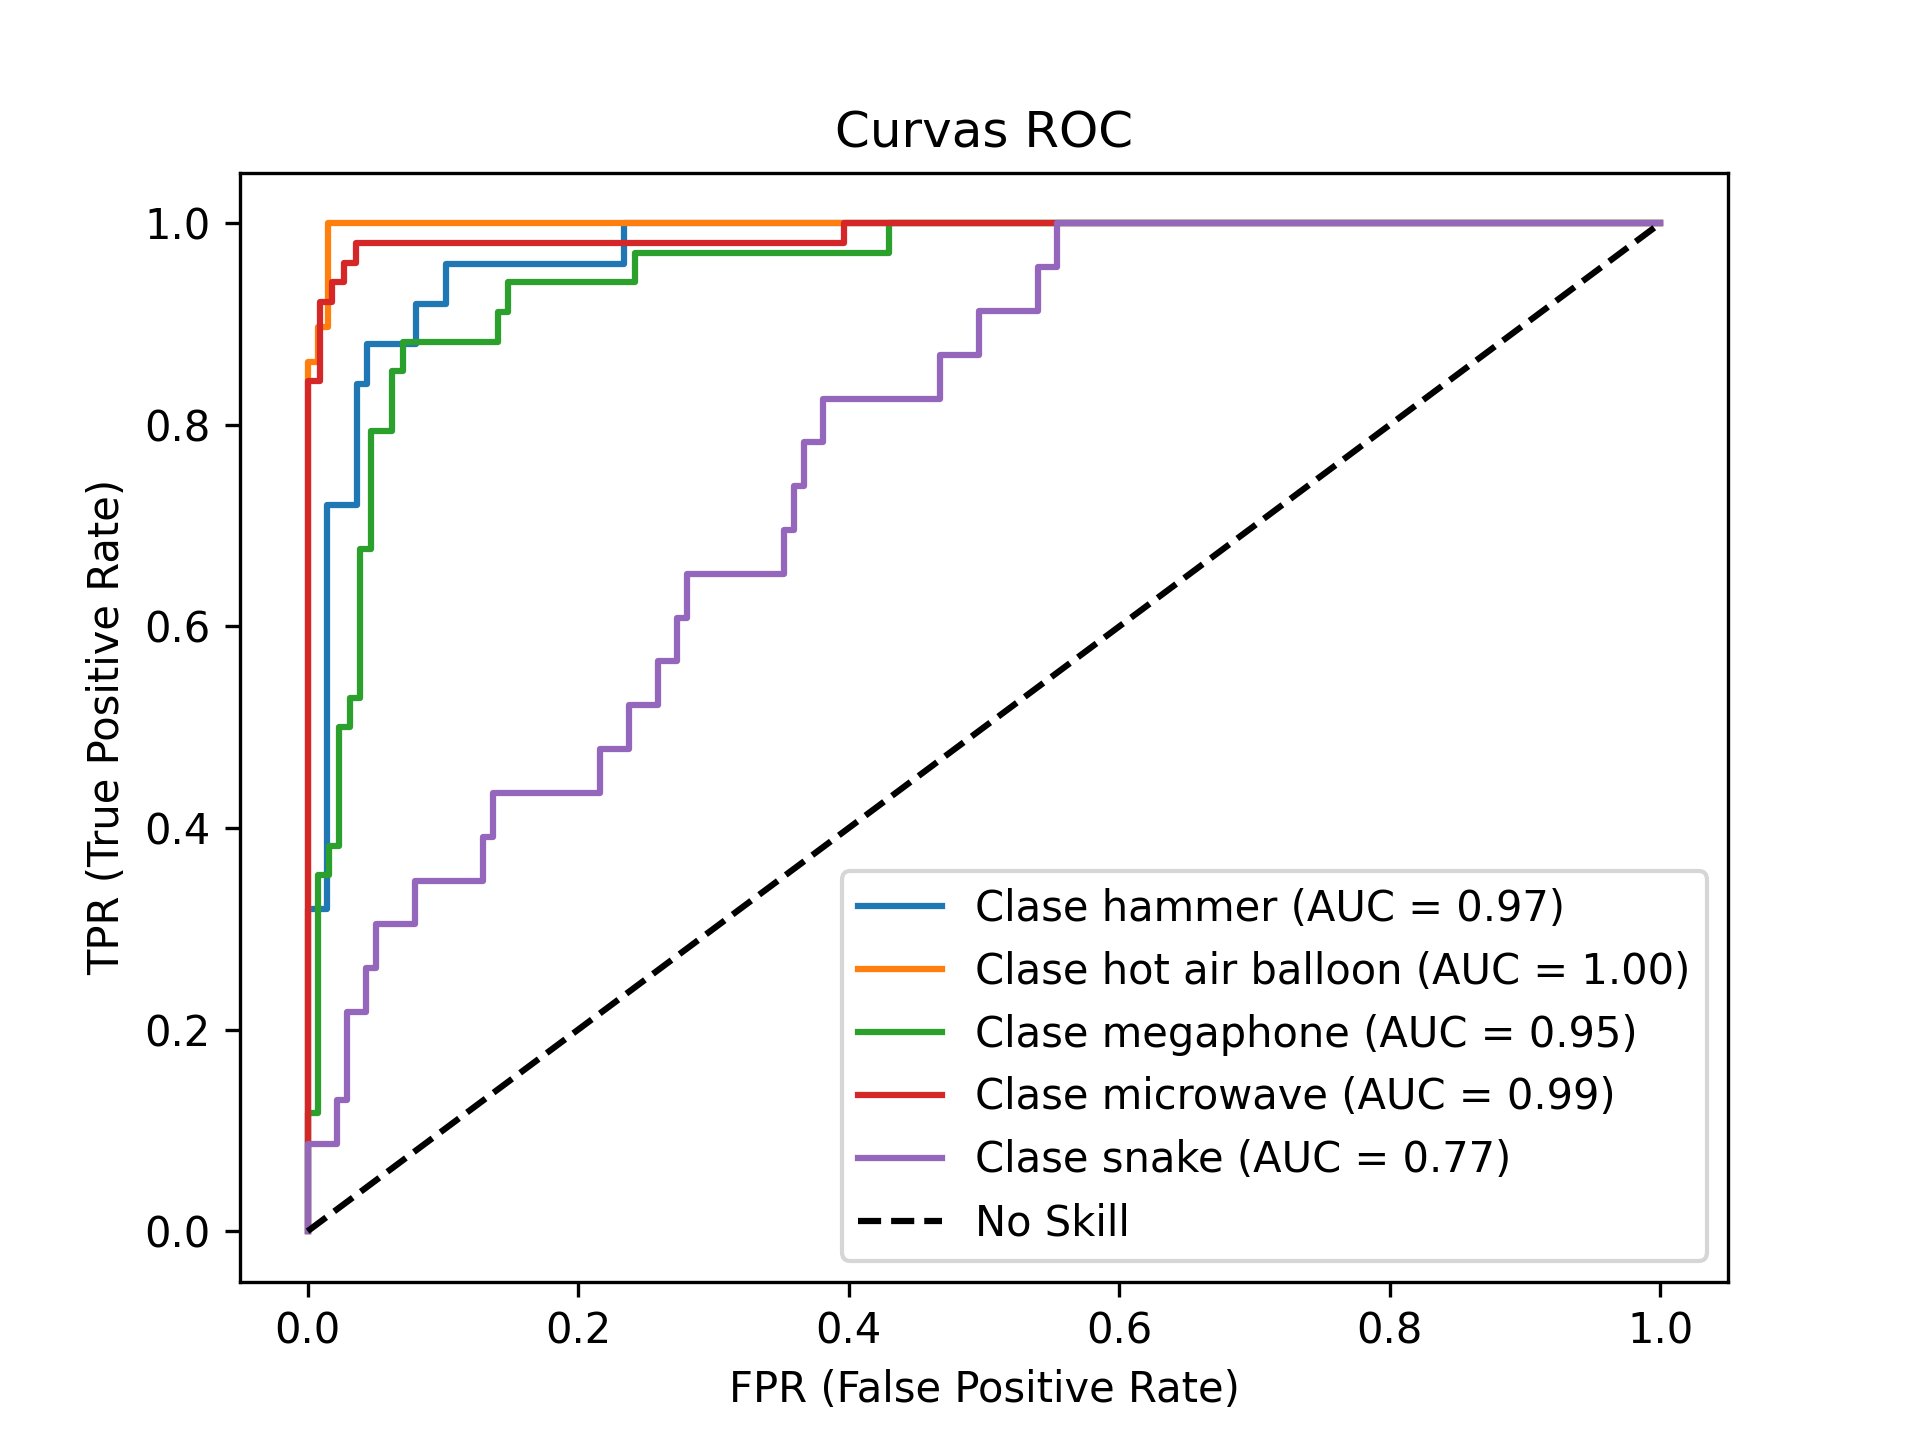 Curvas ROC
TPR (True Positive Rate)
1.0
0.8
0.6
0.4
0.2
0.0
Clase hammer (AUC = 0.97)
Clase hot air balloon (AUC = 1.00)
Clase megaphone (AUC = 0.95)
Clase microwave (AUC = 0.99)
Clase snake (AUC = 0.77)
No Skill
0.0 0.2 0.4 0.6 0.8 1.0
FPR (False Positive Rate)